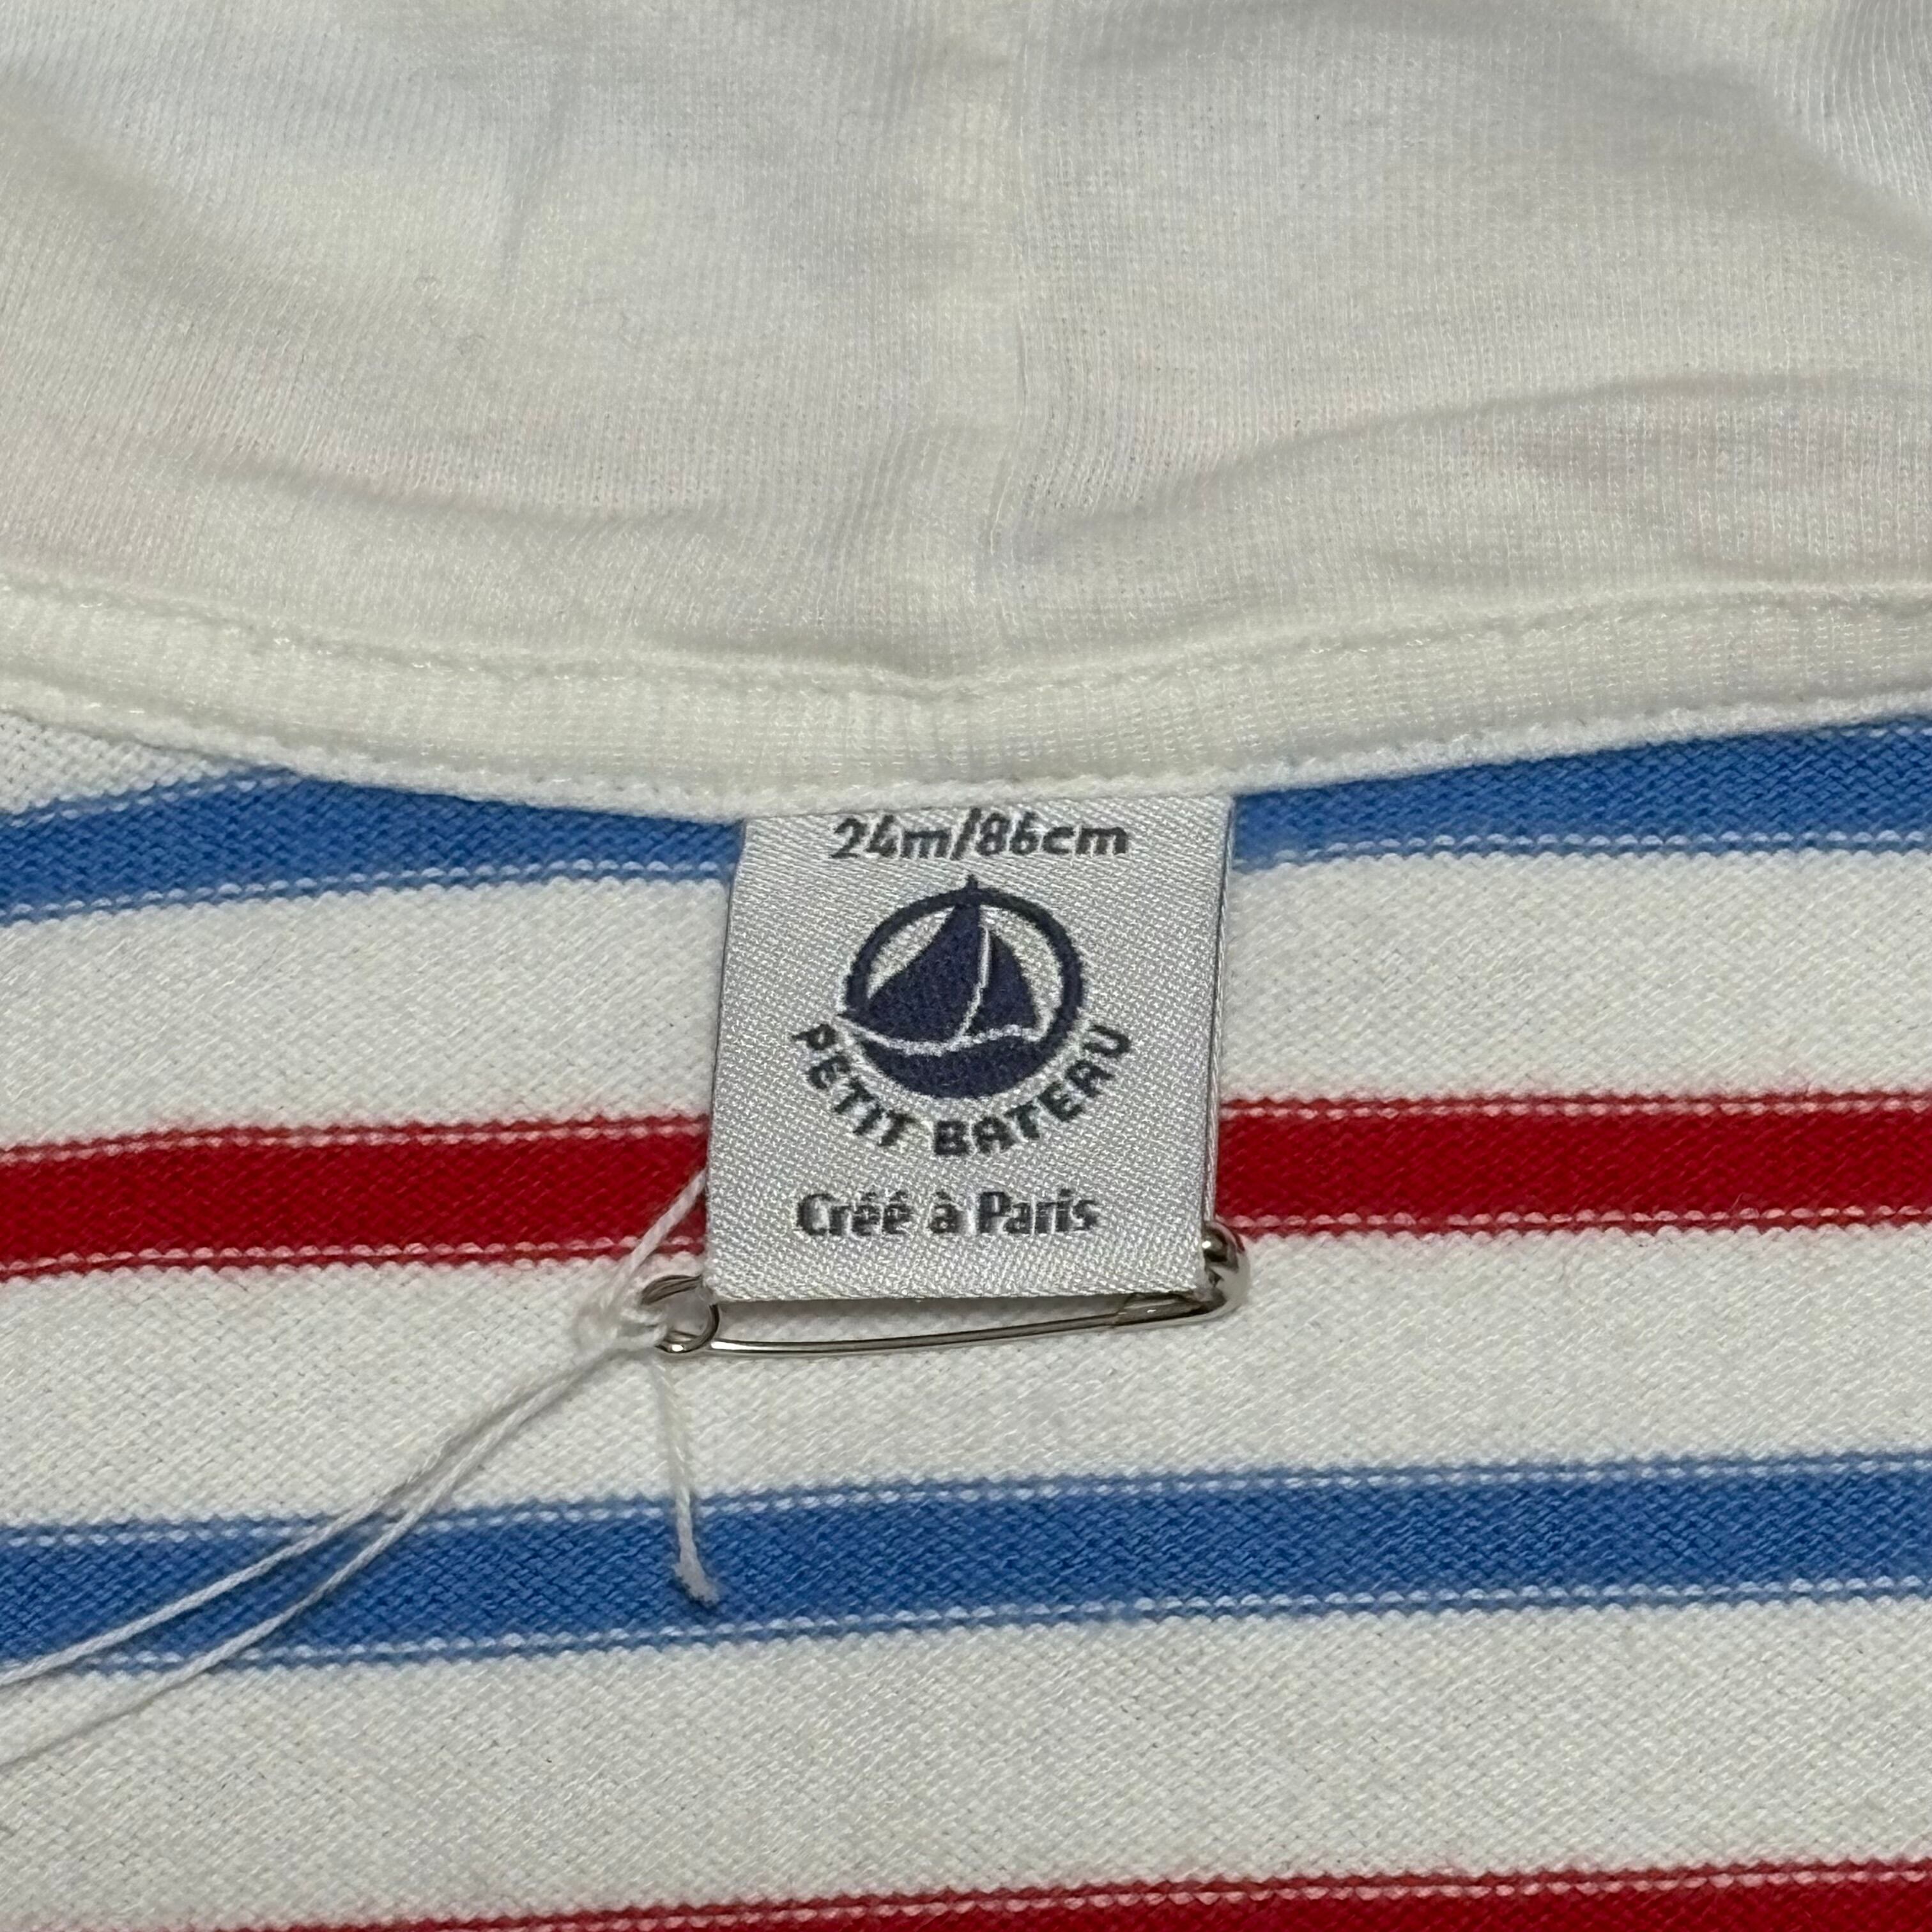 24m/86cm
PETIT BATEAU
Créé à Paris